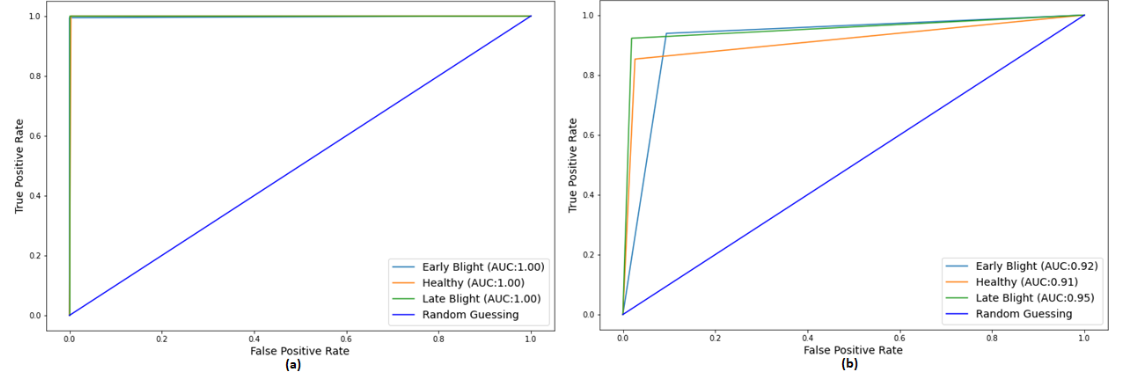 1.0
0.8
0.6
0.4
0.2
0.0
True Positive Rate
0.0 0.2 0.4 0.6 0.8 1.0
False Positive Rate
Early Blight (AUC:1.00)
Healthy (AUC:1.00)
Late Blight (AUC:1.00)
Random Guessing
(a)
1.0
0.8
0.6
0.4
0.2
0.0
True Positive Rate
0.0 0.2 0.4 0.6 0.8 1.0
False Positive Rate
Early Blight (AUC:0.92)
Healthy (AUC:0.91)
Late Blight (AUC:0.95)
Random Guessing
(b)